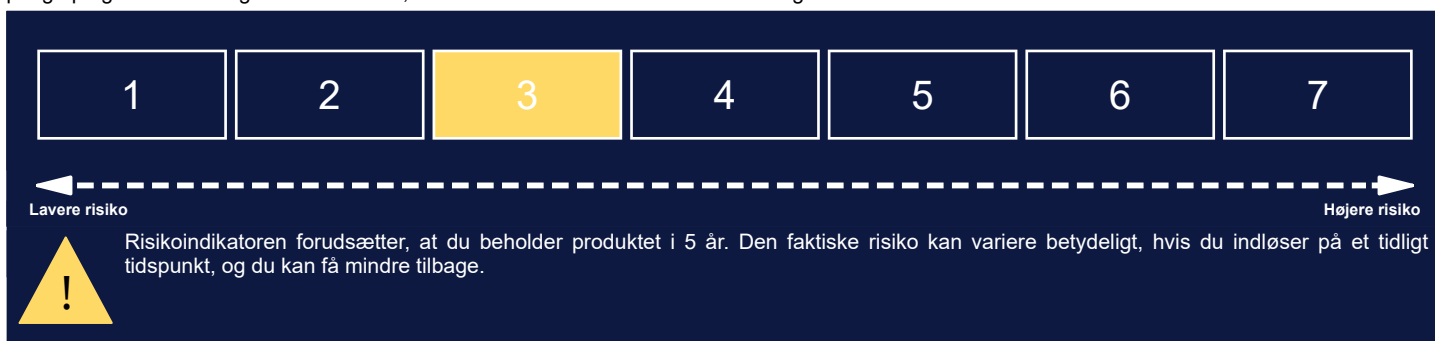 1 2 3 4 5 6 7
Lavere risiko Højere risiko
Risikoindikatoren forudsætter, at du beholder produktet i 5 år. Den faktiske risiko kan variere betydeligt, hvis du indløser på et tidligt
tidspunkt, og du kan få mindre tilbage.
!